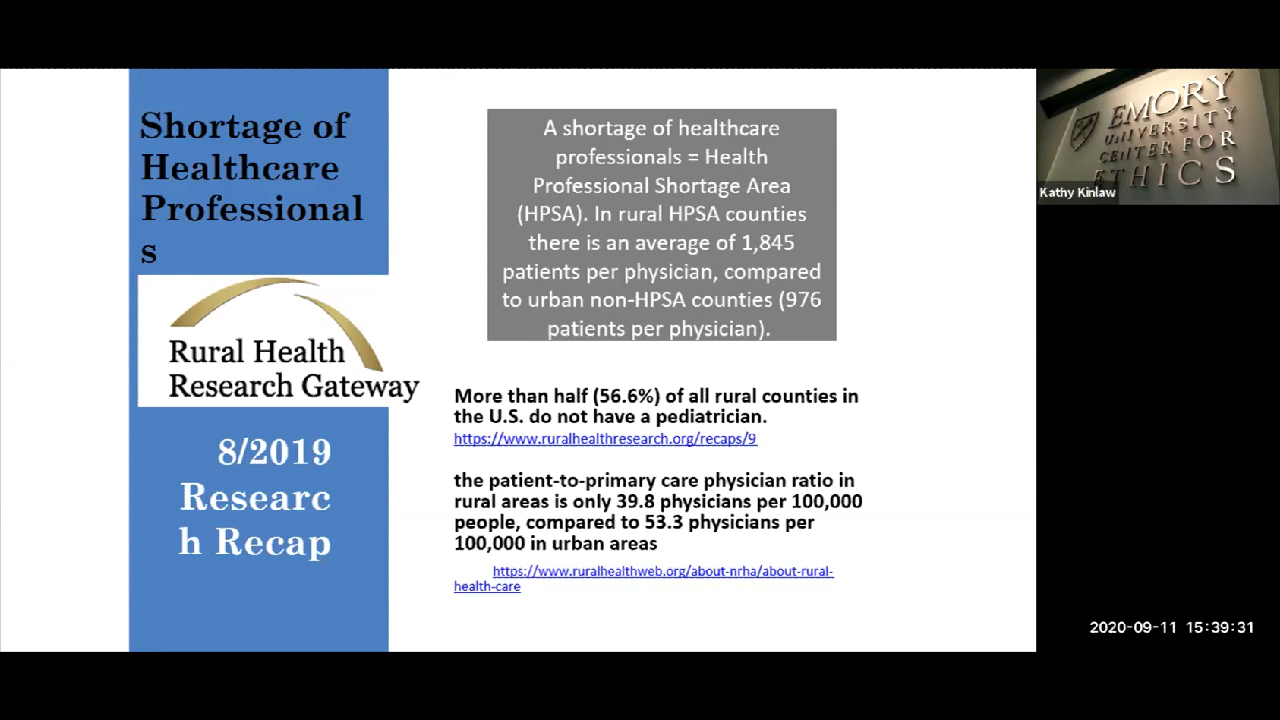 Shortage of
Healthcare
Professional
s
Rural Health
Research Gateway
8/2019
Researc
h Recap
A shortage of healthcare
professionals = Health
Professional Shortage Area
(HPSA). In rural HPSA counties
there is an average of 1,845
patients per physician, compared
to urban non-HPSA counties (976
patients per physician).
More than half (56.6%) of all rural counties in
the U.S. do not have a pediatrician.
https://www.ruralhealthresearch.org/recaps/9
the patient-to-primary care physician ratio in
rural areas is only 39.8 physicians per 100,000
people, compared to 53.3 physicians per
100,000 in urban areas
https://www.ruralhealthweb.org/about-nrha/about-rural-
health-care
EMORY
UNIVERSITY
CENTER FOR
ETHICS
Kathy Kinlaw
2020-09-11 15:39:31